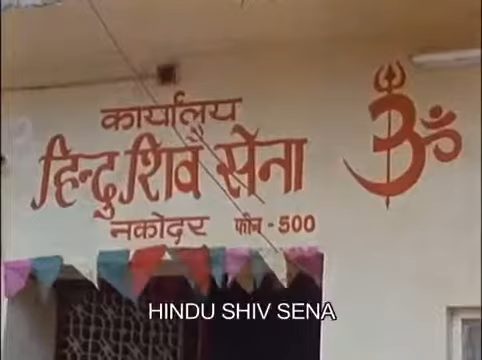 कार्यालय
हिन्दु शिव सेना ॐ
नकोदर फोन - 500
HINDU SHIV SENA